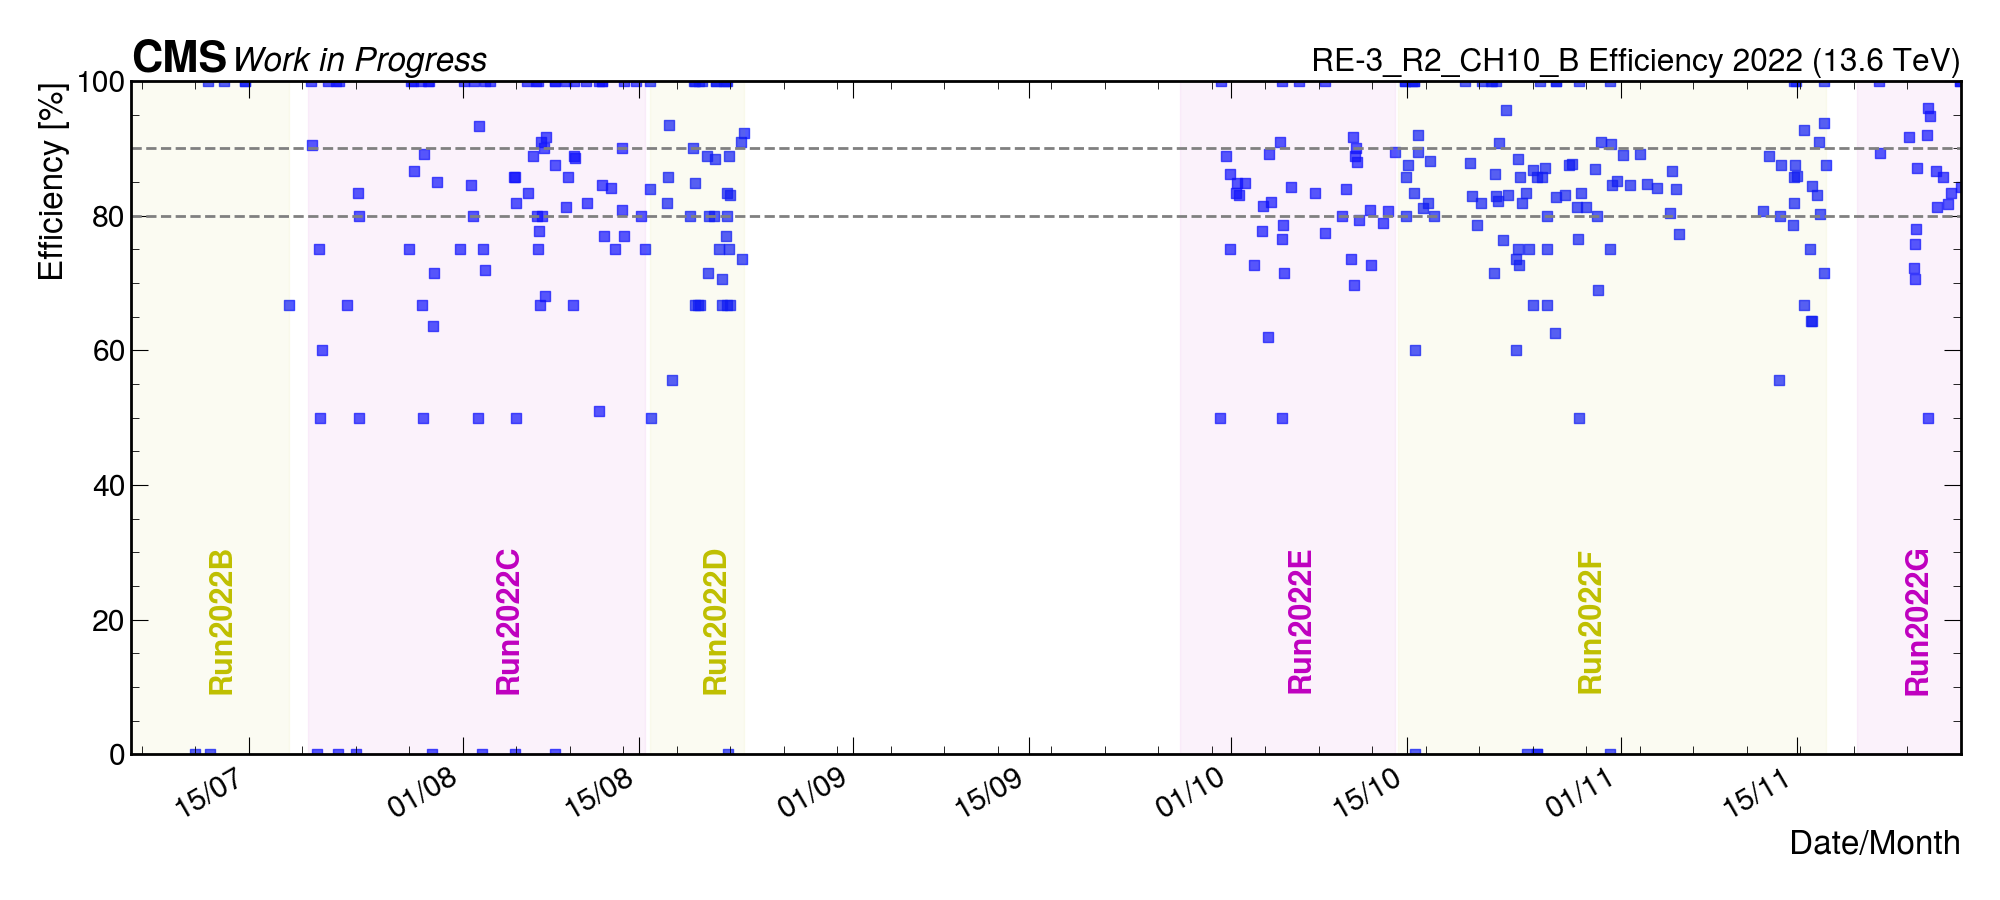 CMS Work in Progress
RE-3_R2_CH10_B Efficiency 2022 (13.6 TeV)
Efficiency [%]
100
80
60
40
20
0
Run2022B
Run2022C
Run2022D
Run2022E
Run2022F
Run2022G
15/07
01/08
15/08
01/09
15/09
01/10
15/10
01/11
15/11
Date/Month